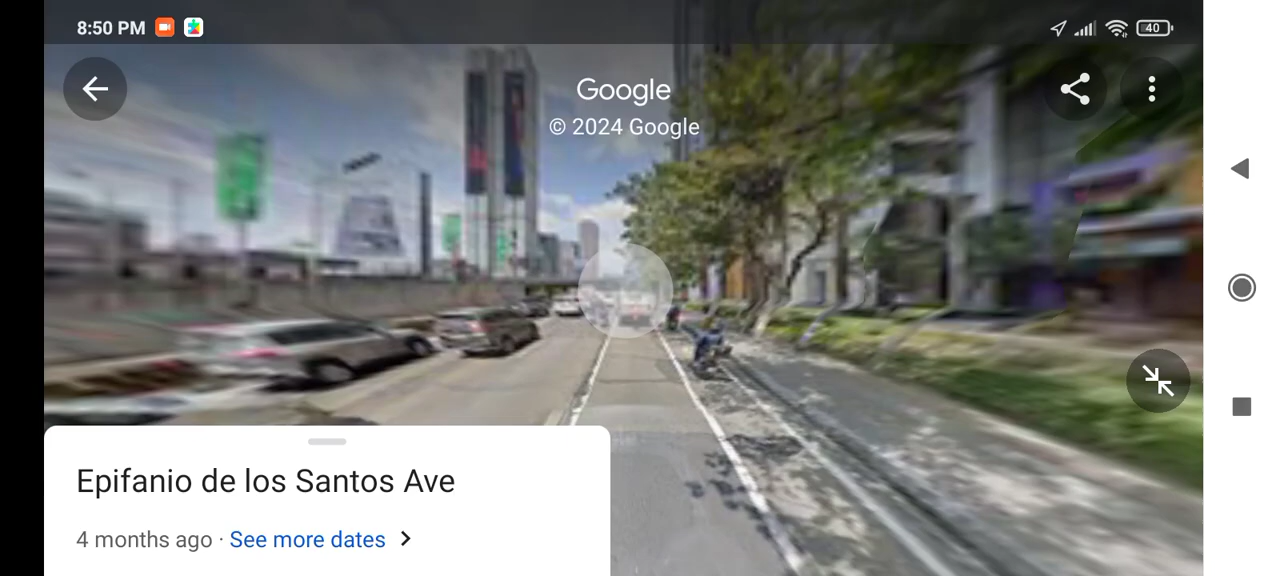 8:50 PM
40
Google
© 2024 Google
Epifanio de los Santos Ave
4 months ago · See more dates